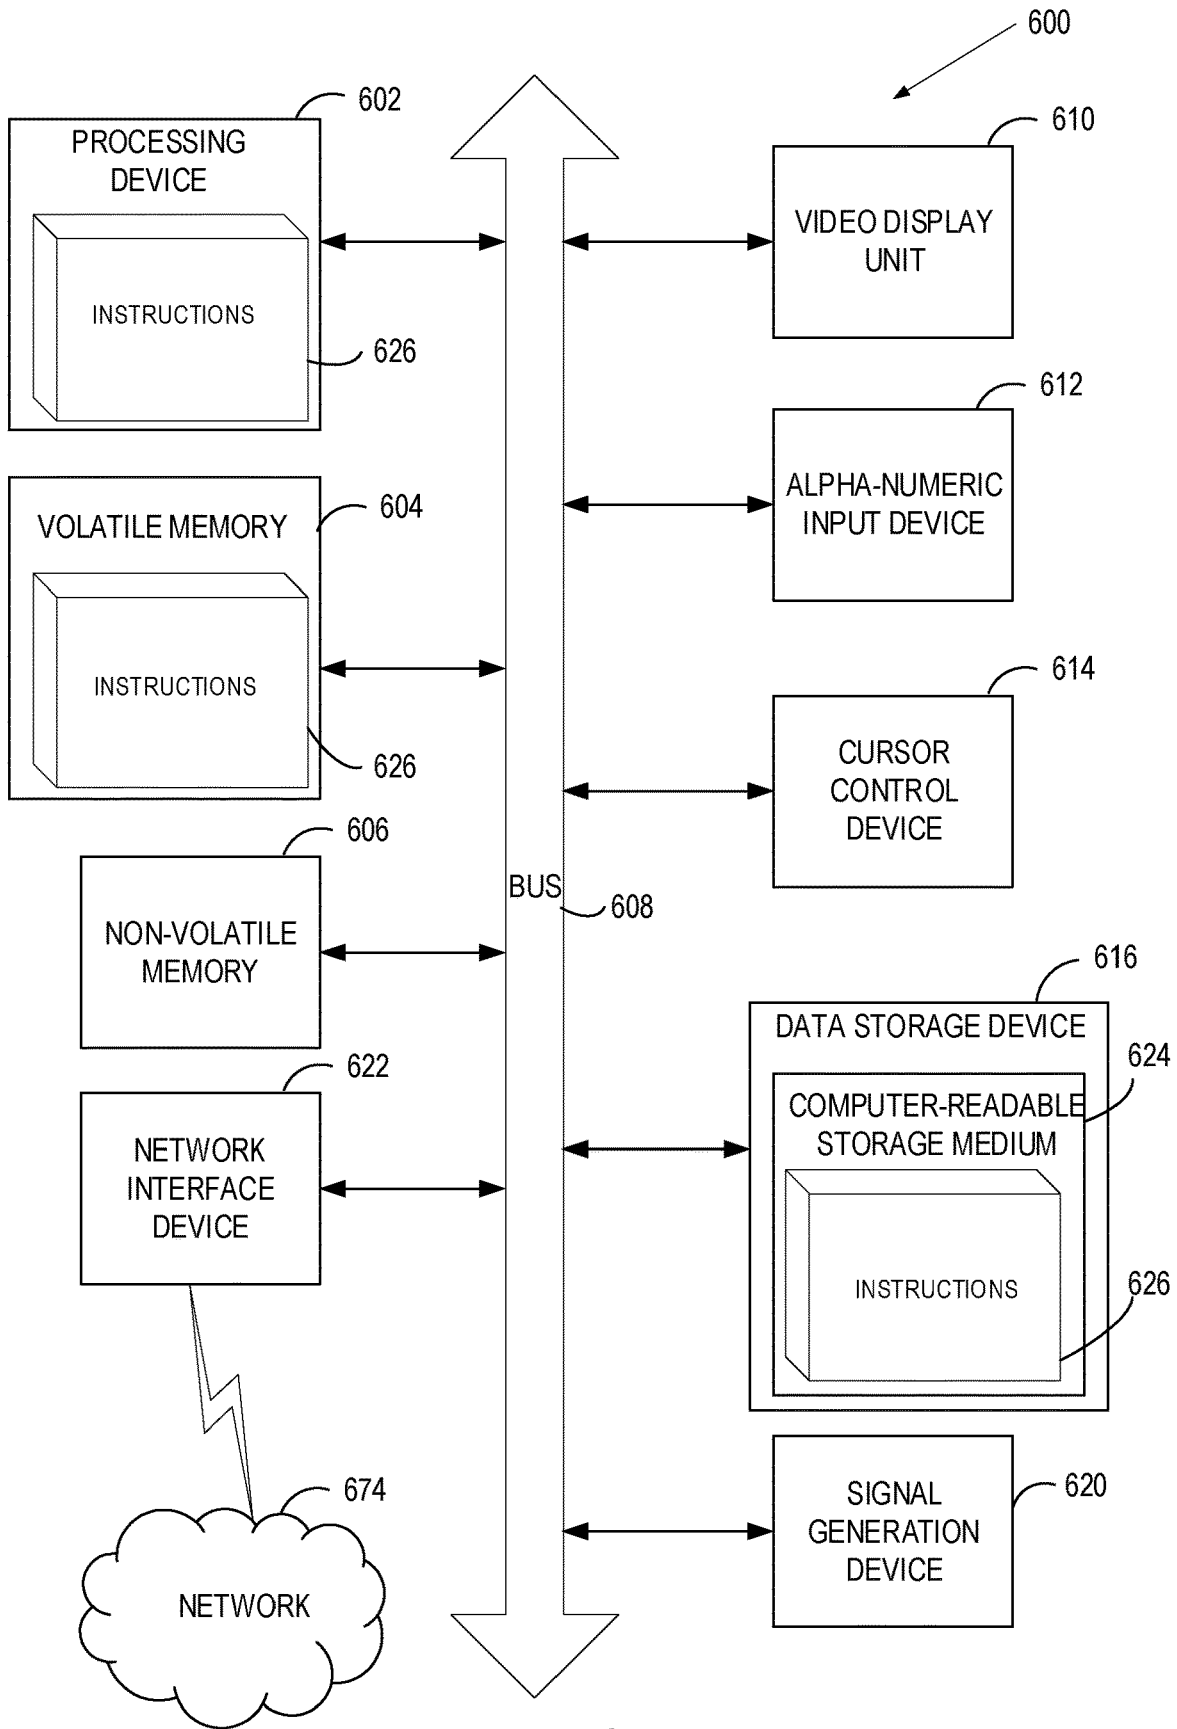 600
602
PROCESSING
DEVICE
INSTRUCTIONS
626
604
VOLATILE MEMORY
INSTRUCTIONS
626
606
NON-VOLATILE
MEMORY
622
NETWORK
INTERFACE
DEVICE
674
NETWORK
BUS
608
610
VIDEO DISPLAY
UNIT
612
ALPHA-NUMERIC
INPUT DEVICE
614
CURSOR
CONTROL
DEVICE
616
DATA STORAGE DEVICE
624
COMPUTER-READABLE
STORAGE MEDIUM
INSTRUCTIONS
626
620
SIGNAL
GENERATION
DEVICE